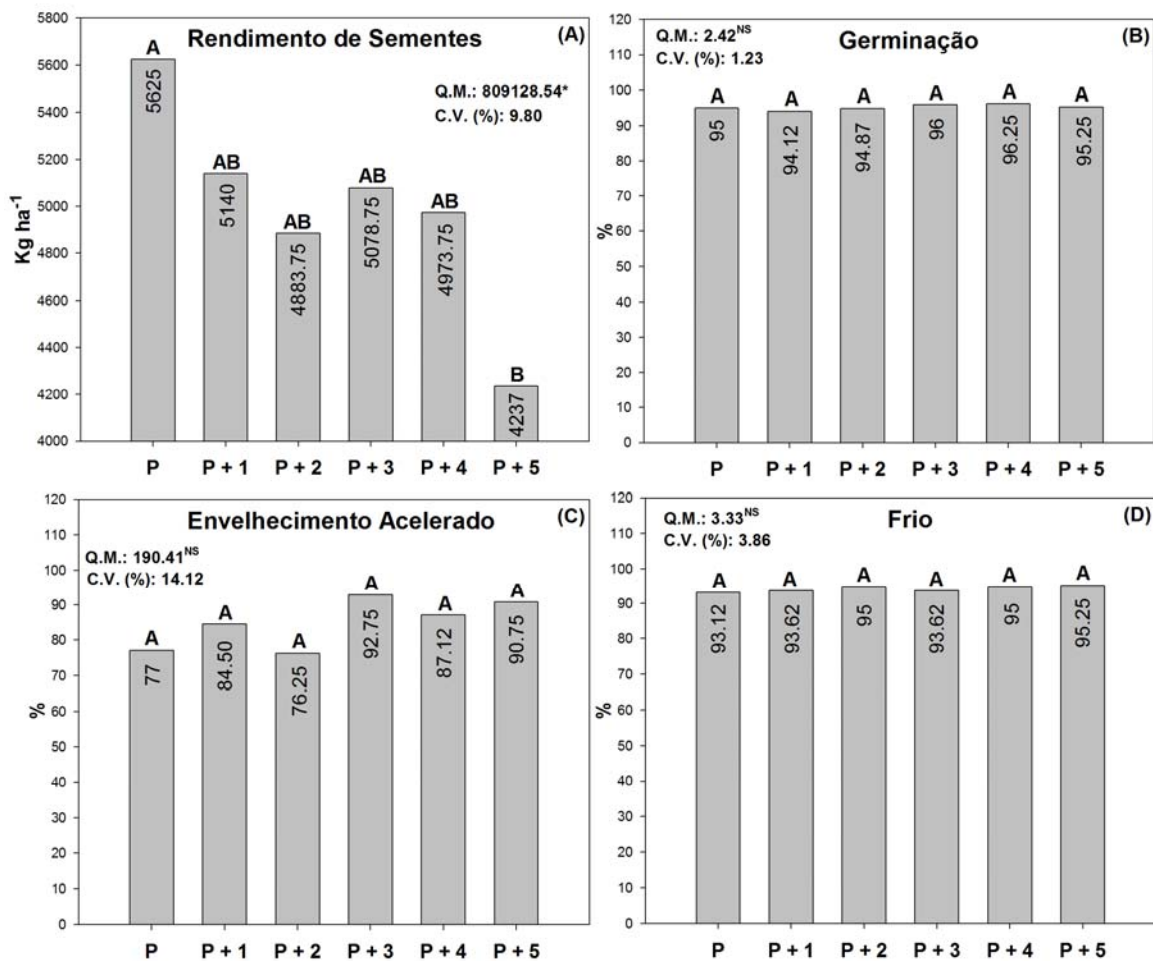 Rendimento de Sementes
(A)
Q.M.: 809128.54*
C.V. (%): 9.80
Kg ha⁻¹
5800
5600
5400
5200
5000
4800
4600
4400
4200
4000
A
AB
AB
AB
AB
B
5625
5140
4883.75
5078.75
4973.75
4237
P
P + 1
P + 2
P + 3
P + 4
P + 5
Q.M.: 2.42ᴺˢ
C.V. (%): 1.23
Germinação
(B)
%
120
110
100
90
80
70
60
50
40
30
20
10
0
A
A
A
A
A
A
95
94.12
94.87
96
96.25
95.25
P
P + 1
P + 2
P + 3
P + 4
P + 5
Envelhecimento Acelerado
(C)
Q.M.: 190.41ᴺˢ
C.V. (%): 14.12
%
120
110
100
90
80
70
60
50
40
30
20
10
0
A
A
A
A
A
A
77
84.50
76.25
92.75
87.12
90.75
P
P + 1
P + 2
P + 3
P + 4
P + 5
Q.M.: 3.33ᴺˢ
C.V. (%): 3.86
Frio
(D)
%
120
110
100
90
80
70
60
50
40
30
20
10
0
A
A
A
A
A
A
93.12
93.62
95
93.62
95
95.25
P
P + 1
P + 2
P + 3
P + 4
P + 5